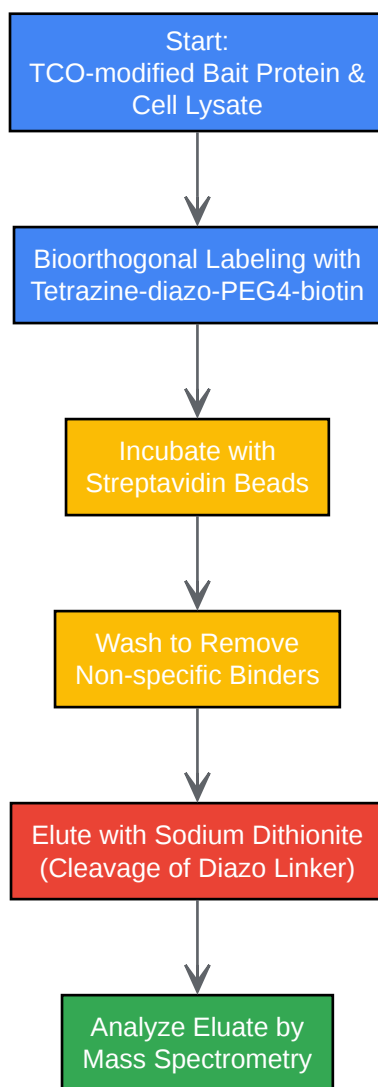 Start:
TCO-modified Bait Protein &
Cell Lysate
Bioorthogonal Labeling with
Tetrazine-diazo-PEG4-biotin
Incubate with
Streptavidin Beads
Wash to Remove
Non-specific Binders
Elute with Sodium Dithionite
(Cleavage of Diazo Linker)
Analyze Eluate by
Mass Spectrometry